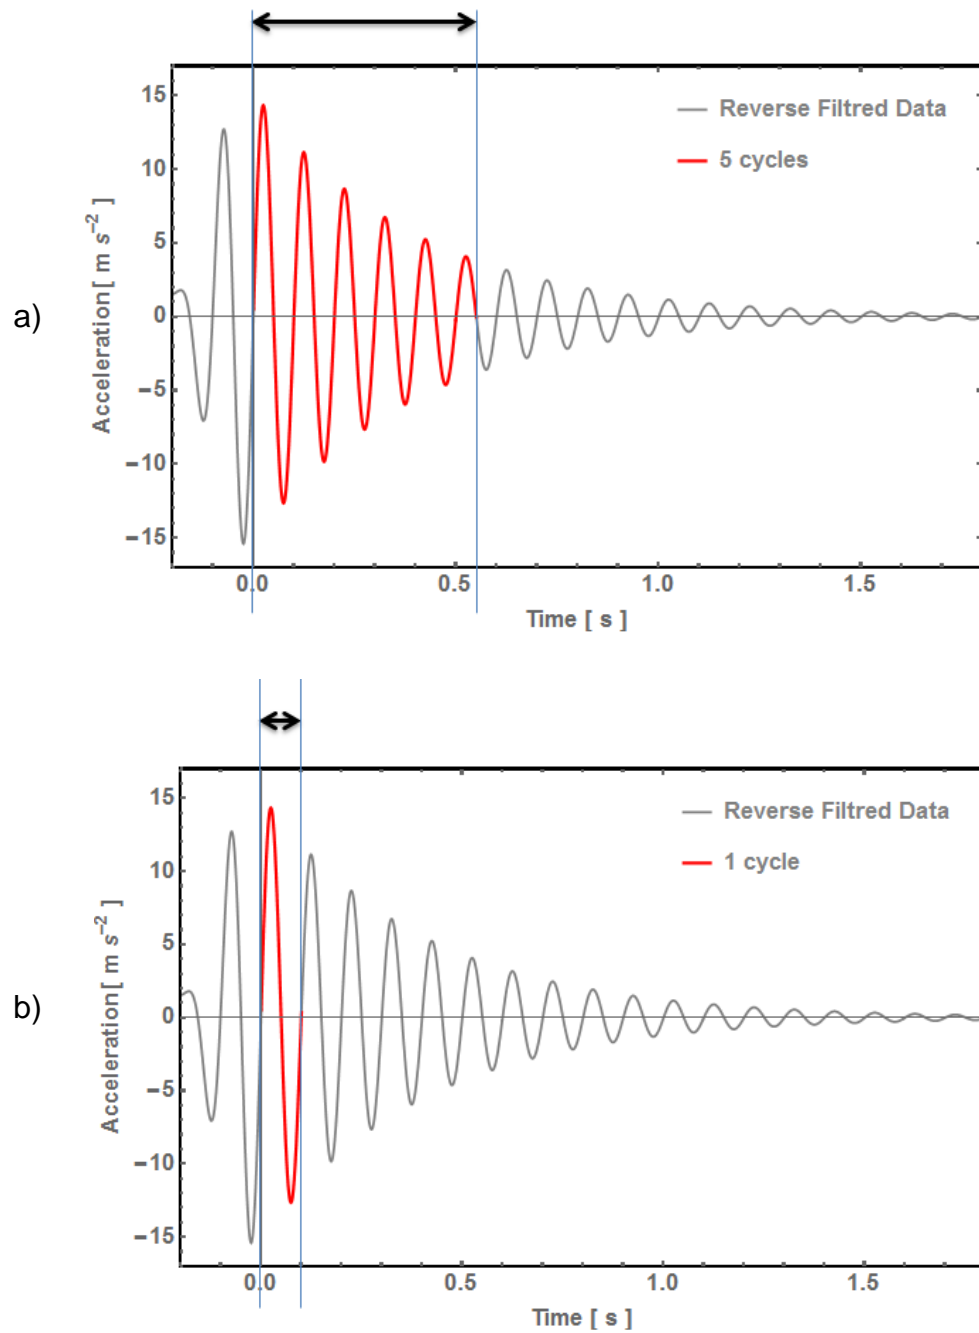 15
Reverse Filtred Data
10
5 cycles
5
a)
0
Acceleration[ m s⁻²]
−5
−10
−15
0.0 0.5 1.0 1.5
Time [ s ]
15
Reverse Filtred Data
10
1 cycle
5
b)
0
Acceleration[ m s⁻²]
−5
−10
−15
0.0 0.5 1.0 1.5
Time [ s ]